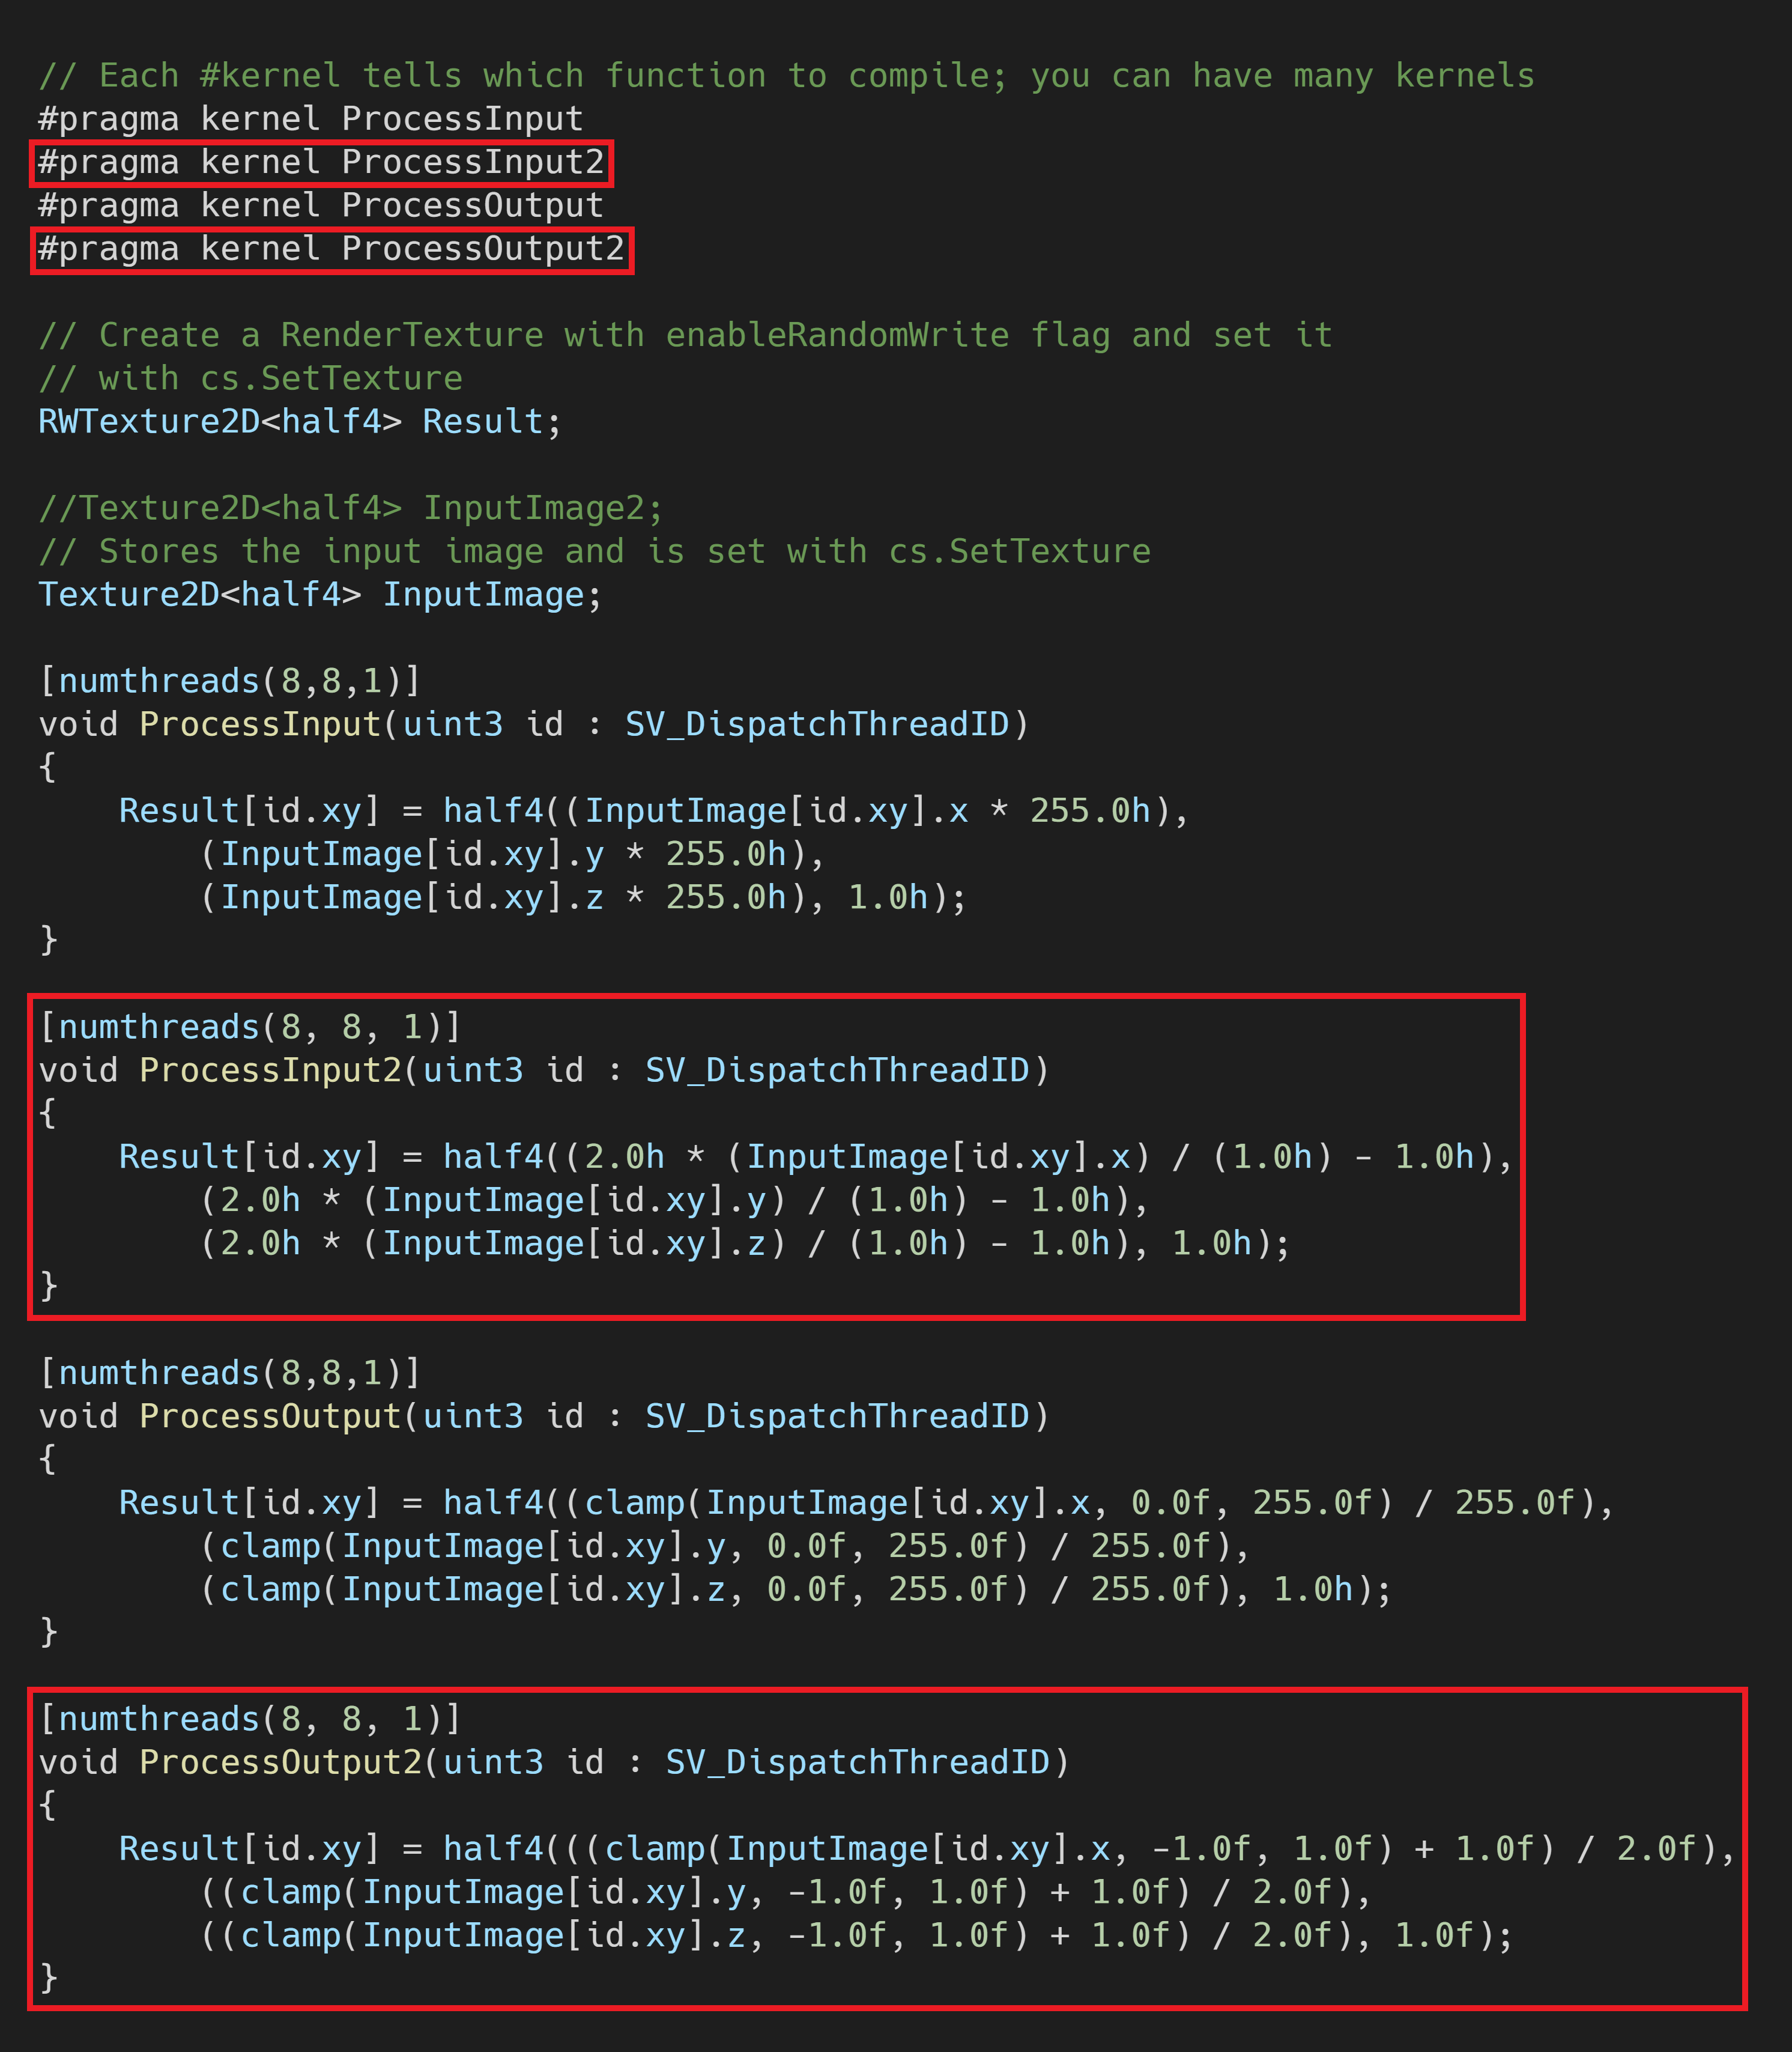 // Each #kernel tells which function to compile; you can have many kernels
#pragma kernel ProcessInput
#pragma kernel ProcessInput2
#pragma kernel ProcessOutput
#pragma kernel ProcessOutput2
// Create a RenderTexture with enableRandomWrite flag and set it
// with cs.SetTexture
RWTexture2D<half4> Result;
//Texture2D<half4> InputImage2;
// Stores the input image and is set with cs.SetTexture
Texture2D<half4> InputImage;
[numthreads(8,8,1)]
void ProcessInput(uint3 id : SV_DispatchThreadID)
{
    Result[id.xy] = half4((InputImage[id.xy].x * 255.0h),
        (InputImage[id.xy].y * 255.0h),
        (InputImage[id.xy].z * 255.0h), 1.0h);
}
[numthreads(8, 8, 1)]
void ProcessInput2(uint3 id : SV_DispatchThreadID)
{
    Result[id.xy] = half4((2.0h * (InputImage[id.xy].x) / (1.0h) - 1.0h),
        (2.0h * (InputImage[id.xy].y) / (1.0h) - 1.0h),
        (2.0h * (InputImage[id.xy].z) / (1.0h) - 1.0h), 1.0h);
}
[numthreads(8,8,1)]
void ProcessOutput(uint3 id : SV_DispatchThreadID)
{
    Result[id.xy] = half4((clamp(InputImage[id.xy].x, 0.0f, 255.0f) / 255.0f),
        (clamp(InputImage[id.xy].y, 0.0f, 255.0f) / 255.0f),
        (clamp(InputImage[id.xy].z, 0.0f, 255.0f) / 255.0f), 1.0h);
}
[numthreads(8, 8, 1)]
void ProcessOutput2(uint3 id : SV_DispatchThreadID)
{
    Result[id.xy] = half4(((clamp(InputImage[id.xy].x, -1.0f, 1.0f) + 1.0f) / 2.0f),
        ((clamp(InputImage[id.xy].y, -1.0f, 1.0f) + 1.0f) / 2.0f),
        ((clamp(InputImage[id.xy].z, -1.0f, 1.0f) + 1.0f) / 2.0f), 1.0f);
}